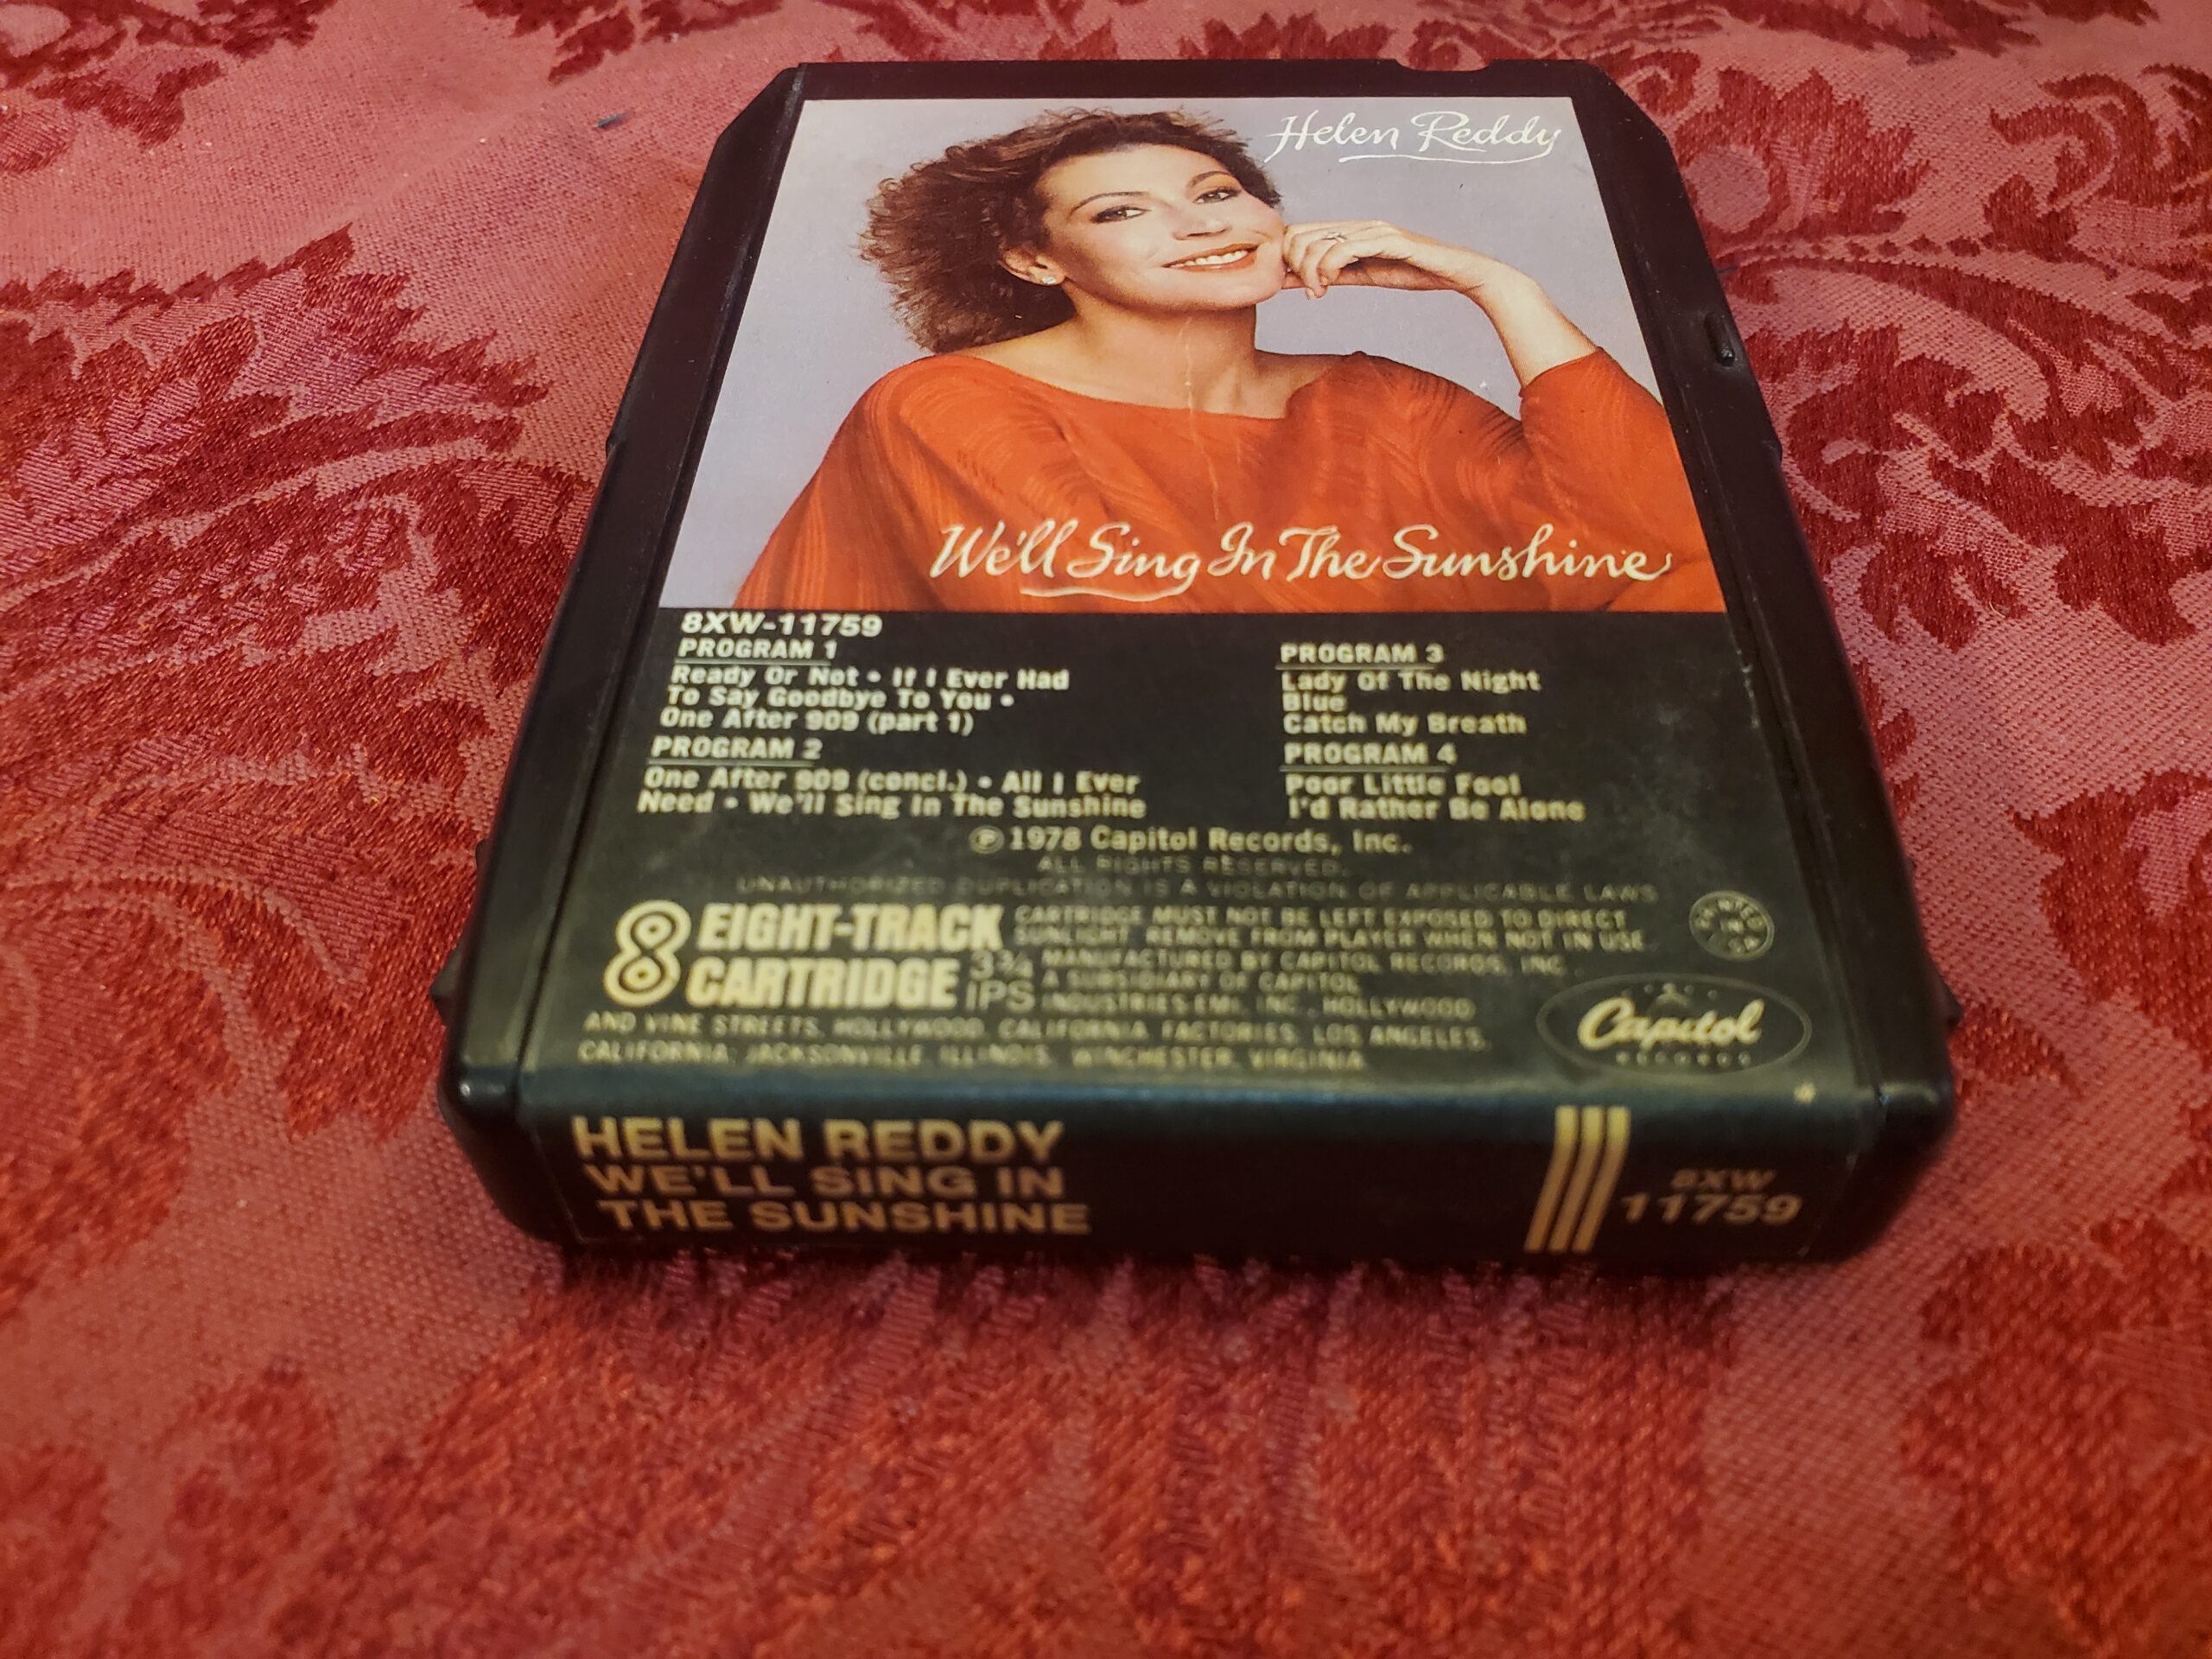 Helen Reddy
We'll Sing In The Sunshine
8XW-11759
PROGRAM 1
Ready Or Not • If I Ever Had
To Say Goodbye To You •
One After 909 (part 1)
PROGRAM 2
One After 909 (concl.) • All I Ever
Need • We'll Sing In The Sunshine
PROGRAM 3
Lady Of The Night
Blue
Catch My Breath
PROGRAM 4
Poor Little Fool
I'd Rather Be Alone
Ⓟ 1978 Capitol Records, Inc.
ALL RIGHTS RESERVED.
UNAUTHORIZED DUPLICATION IS A VIOLATION OF APPLICABLE LAWS
8 EIGHT-TRACK
CARTRIDGE
3¾
IPS
CARTRIDGE MUST NOT BE LEFT EXPOSED TO DIRECT
SUNLIGHT. REMOVE FROM PLAYER WHEN NOT IN USE.
MANUFACTURED BY CAPITOL RECORDS, INC.,
A SUBSIDIARY OF CAPITOL
INDUSTRIES-EMI, INC., HOLLYWOOD
AND VINE STREETS, HOLLYWOOD, CALIFORNIA. FACTORIES: LOS ANGELES,
CALIFORNIA; JACKSONVILLE, ILLINOIS; WINCHESTER, VIRGINIA
PRINTED IN USA
Capitol
RECORDS
HELEN REDDY
WE'LL SING IN
THE SUNSHINE
8XW
11759